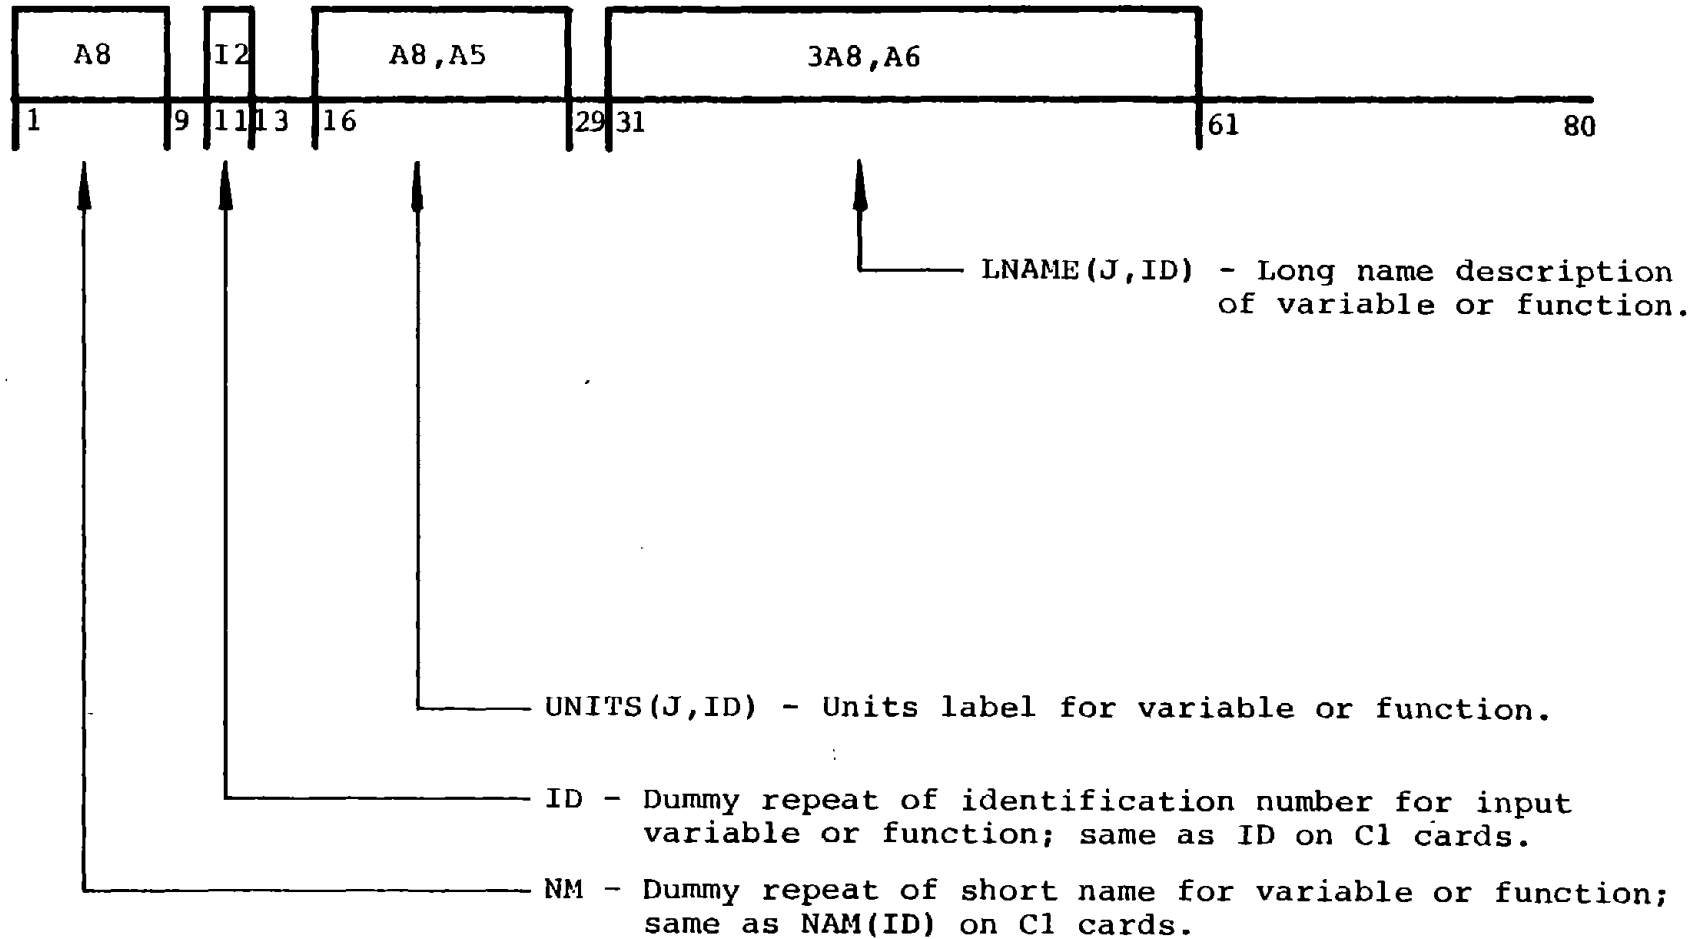 A8 I2 A8,A5 3A8,A6
1 9 11 13 16 29 31 61 80
LNAME(J,ID) - Long name description
of variable or function.
UNITS(J,ID) - Units label for variable or function.
ID - Dummy repeat of identification number for input
variable or function; same as ID on C1 cards.
NM - Dummy repeat of short name for variable or function;
same as NAM(ID) on C1 cards.